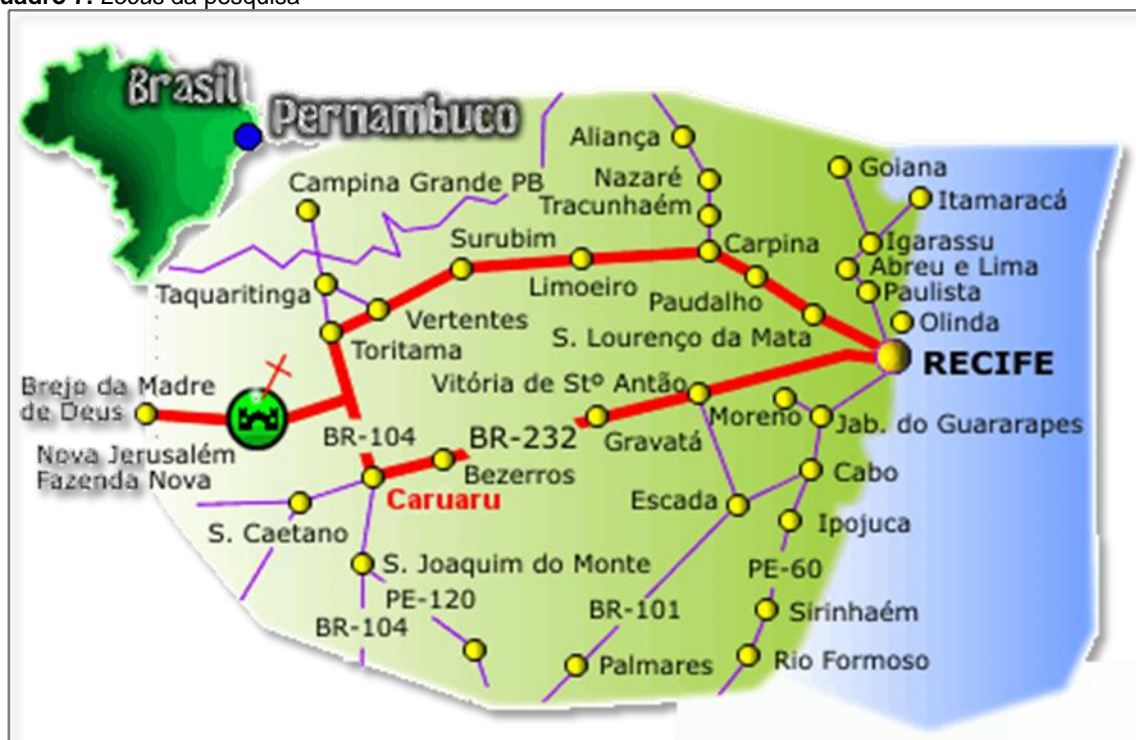 Locus da pesquisa
Brasil
Pernambuco
Aliança
Goiana
Campina Grande PB
Nazaré
Itamaracá
Tracunhaém
Surubim
Carpina
Igarassu
Abreu e Lima
Taquaritinga
Limoeiro
Paudalho
Paulista
Vertentes
Olinda
S. Lourenço da Mata
Toritama
RECIFE
Brejo da Madre
de Deus
Vitória de Stº Antão
Moreno
Jab. do Guararapes
BR-104
BR-232
Gravatá
Nova Jerusalém
Fazenda Nova
Bezerros
Cabo
Caruaru
Escada
Ipojuca
S. Caetano
S. Joaquim do Monte
PE-60
PE-120
BR-101
Sirinhaém
BR-104
Palmares
Rio Formoso